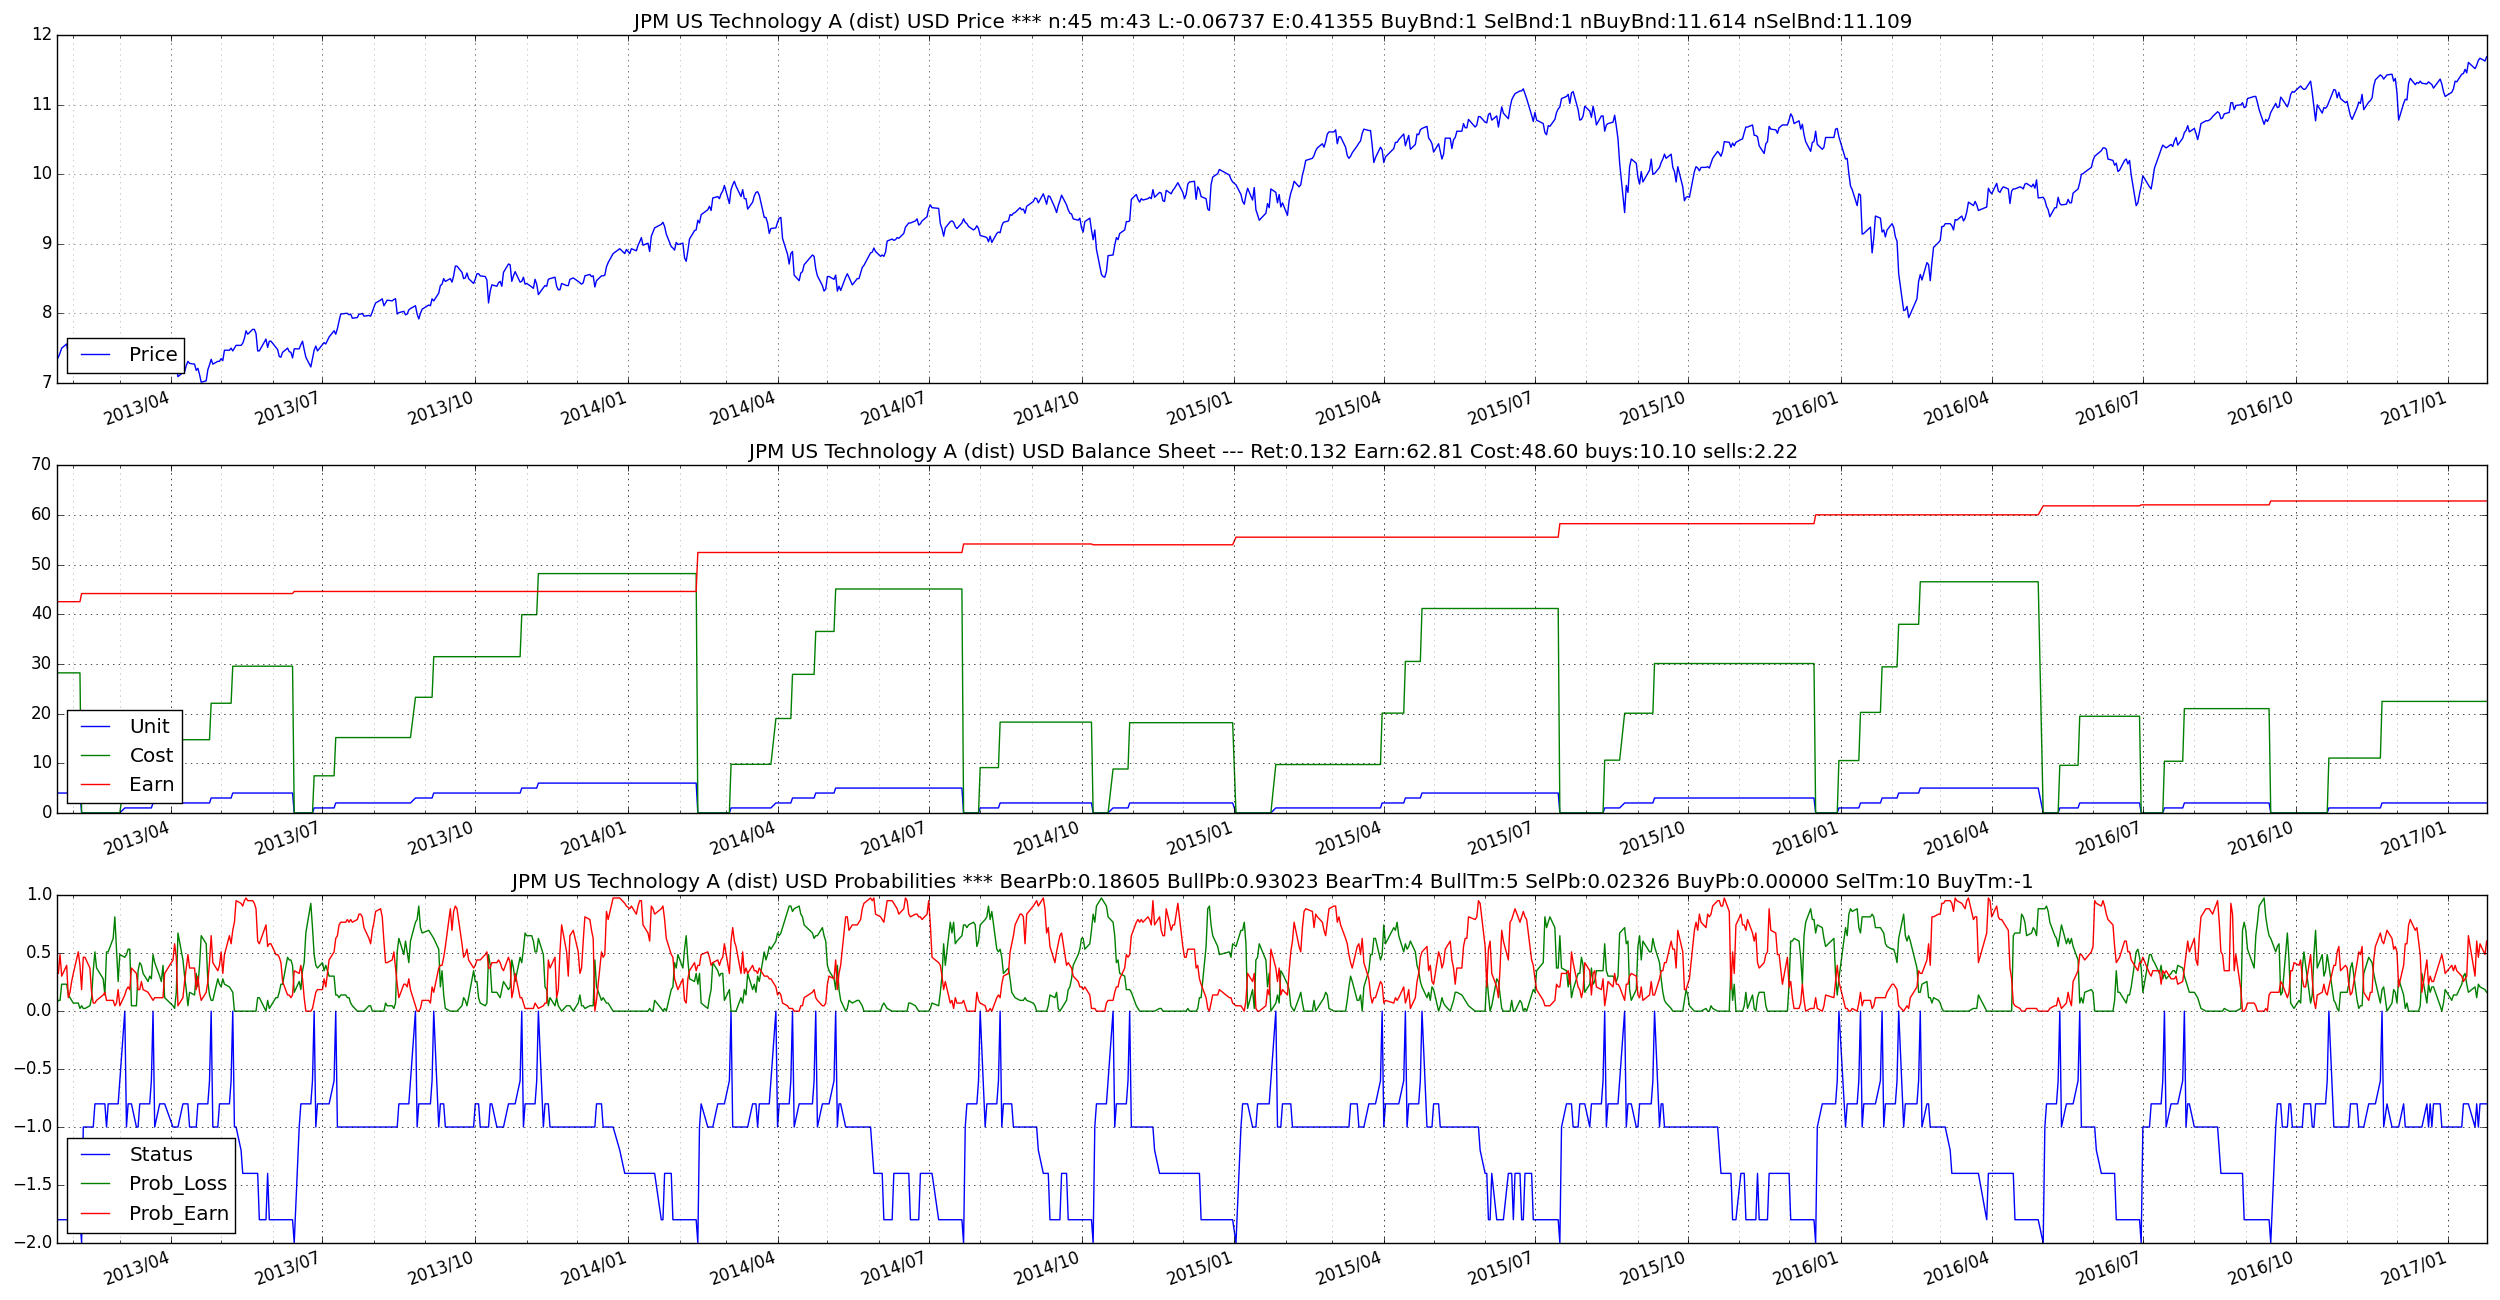 JPM US Technology A (dist) USD Price *** n:45 m:43 L:-0.06737 E:0.41355 BuyBnd:1 SelBnd:1 nBuyBnd:11.614 nSelBnd:11.109
12
11
10
9
8
7
Price
2013/04 2013/07 2013/10 2014/01 2014/04 2014/07 2014/10 2015/01 2015/04 2015/07 2015/10 2016/01 2016/04 2016/07 2016/10 2017/01
JPM US Technology A (dist) USD Balance Sheet --- Ret:0.132 Earn:62.81 Cost:48.60 buys:10.10 sells:2.22
70
60
50
40
30
20
10
0
Unit
Cost
Earn
2013/04 2013/07 2013/10 2014/01 2014/04 2014/07 2014/10 2015/01 2015/04 2015/07 2015/10 2016/01 2016/04 2016/07 2016/10 2017/01
JPM US Technology A (dist) USD Probabilities *** BearPb:0.18605 BullPb:0.93023 BearTm:4 BullTm:5 SelPb:0.02326 BuyPb:0.00000 SelTm:10 BuyTm:-1
1.0
0.5
0.0
−0.5
−1.0
−1.5
−2.0
Status
Prob_Loss
Prob_Earn
2013/04 2013/07 2013/10 2014/01 2014/04 2014/07 2014/10 2015/01 2015/04 2015/07 2015/10 2016/01 2016/04 2016/07 2016/10 2017/01